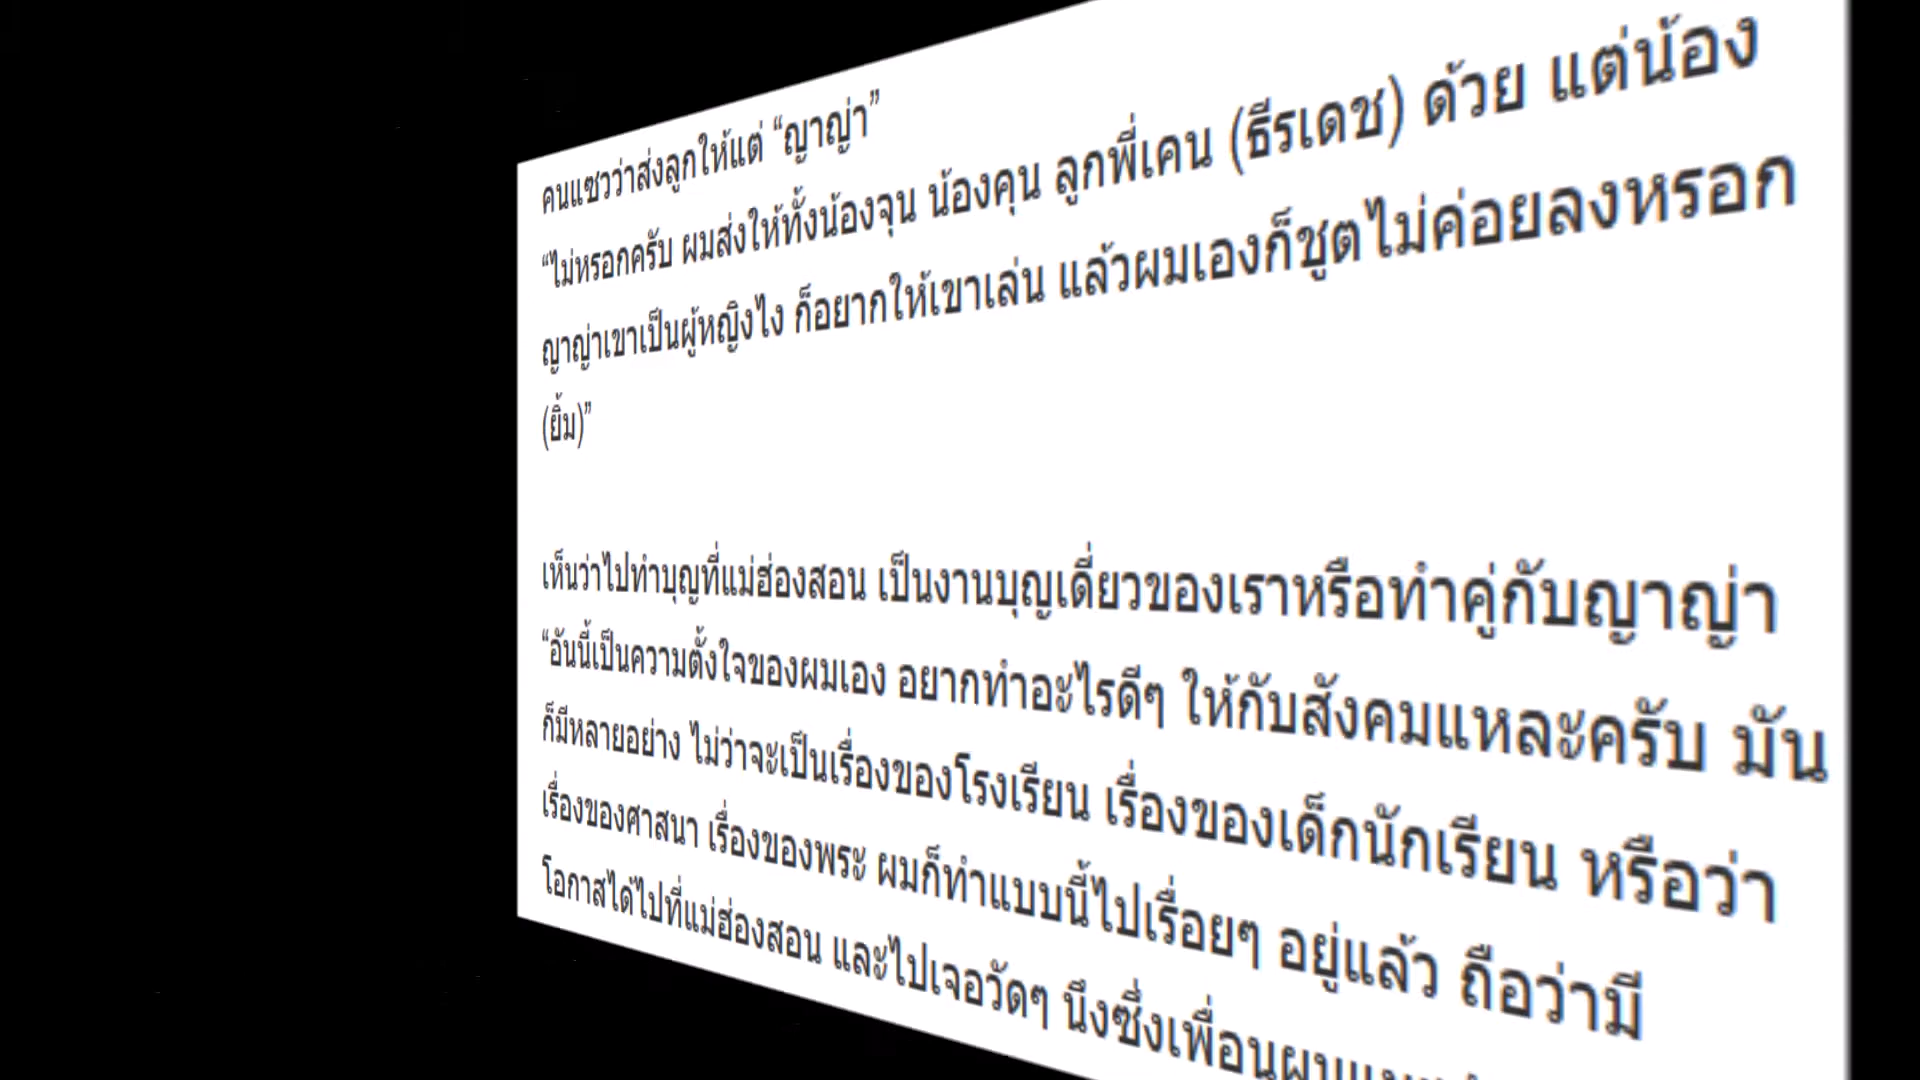 คนแซวว่าส่งลูกให้แต่ “ญาญ่า”
“ไม่หรอกครับ ผมส่งให้ทั้งน้องจุน น้องคุน ลูกพี่เคน (ธีรเดช) ด้วย แต่น้อง
ญาญ่าเขาเป็นผู้หญิงไง ก็อยากให้เขาเล่น แล้วผมเองก็ชูตไม่ค่อยลงหรอก
(ยิ้ม)”
เห็นว่าไปทำบุญที่แม่ฮ่องสอน เป็นงานบุญเดี่ยวของเราหรือทำคู่กับญาญ่า
“อันนี้เป็นความตั้งใจของผมเอง อยากทำอะไรดีๆ ให้กับสังคมแหละครับ มัน
ก็มีหลายอย่าง ไม่ว่าจะเป็นเรื่องของโรงเรียน เรื่องของเด็กนักเรียน หรือว่า
เรื่องของศาสนา เรื่องของพระ ผมก็ทำแบบนี้ไปเรื่อยๆ อยู่แล้ว ถือว่ามี
โอกาสได้ไปที่แม่ฮ่องสอน และไปเจอวัดๆ นึงซึ่งเพื่อนผม